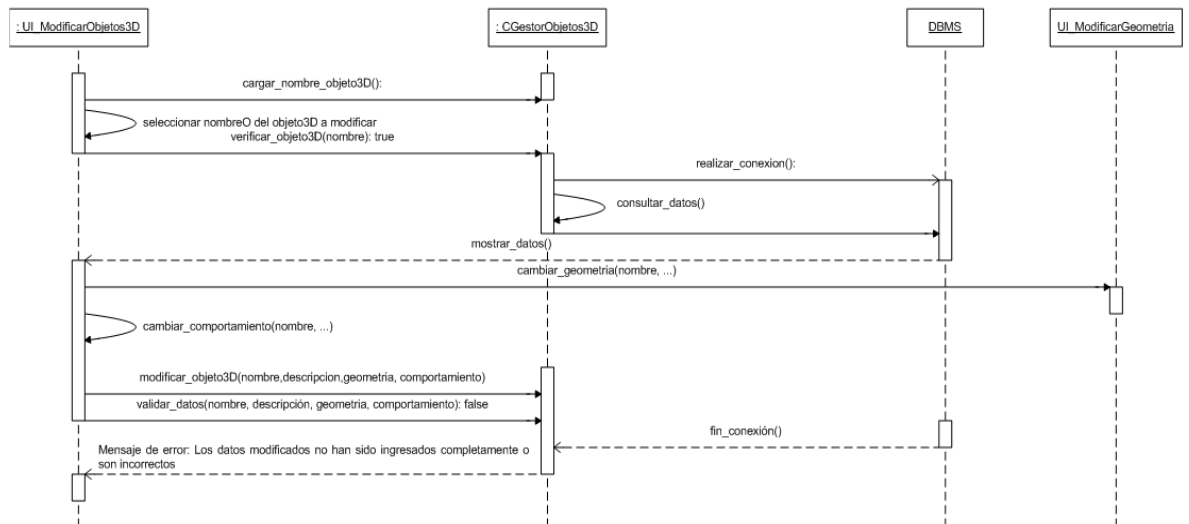 : UI_ModificarObjetos3D
: CGestorObjetos3D
DBMS
UI_ModificarGeometria
cargar_nombre_objeto3D():
seleccionar nombreO del objeto3D a modificar
verificar_objeto3D(nombre): true
realizar_conexion():
consultar_datos()
mostrar_datos()
cambiar_geometria(nombre, ...)
cambiar_comportamiento(nombre, ...)
modificar_objeto3D(nombre,descripcion,geometria, comportamiento)
validar_datos(nombre, descripción, geometria, comportamiento): false
fin_conexión()
Mensaje de error: Los datos modificados no han sido ingresados completamente o
son incorrectos